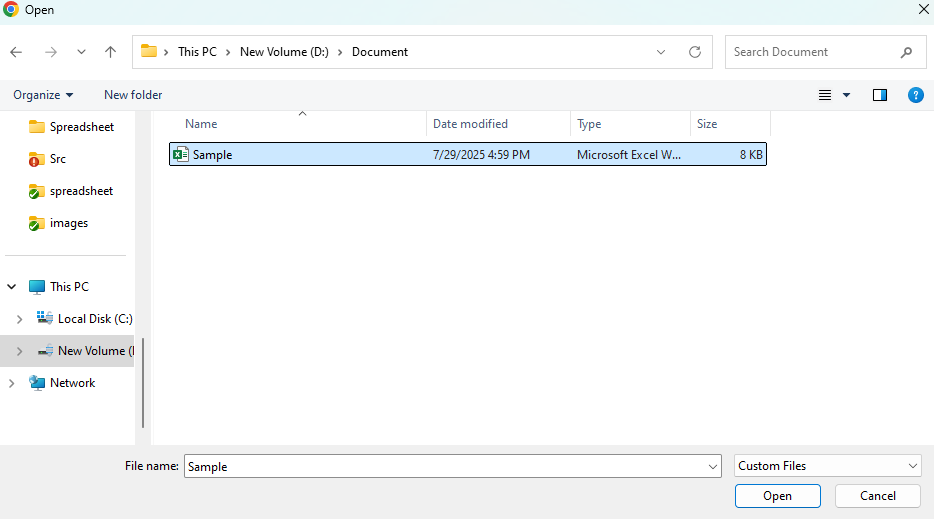 Open
This PC > New Volume (D:) > Document
Search Document
Organize
New folder
?
Spreadsheet
Src
spreadsheet
images
This PC
Local Disk (C:)
New Volume (
Network
Name Date modified Type Size
Sample 7/29/2025 4:59 PM Microsoft Excel W... 8 KB
File name: Sample Custom Files
Open Cancel